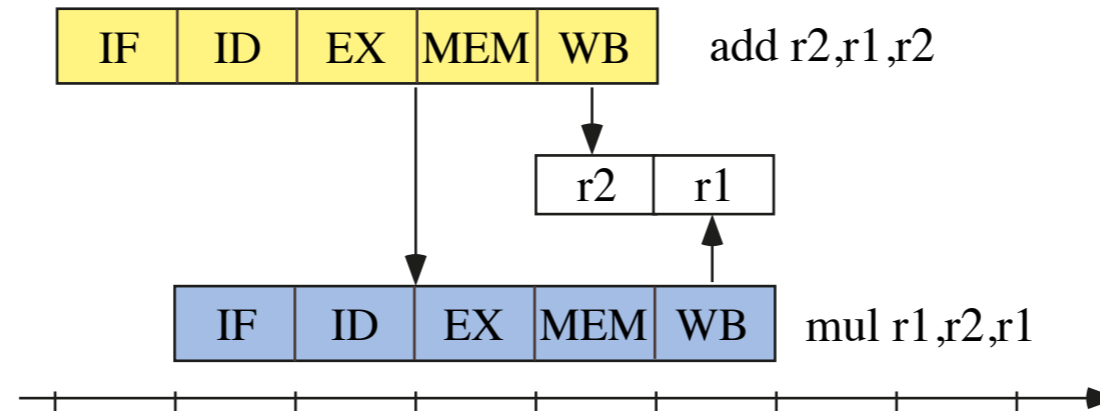 IF ID EX MEM WB add r2,r1,r2
r2 r1
IF ID EX MEM WB mul r1,r2,r1